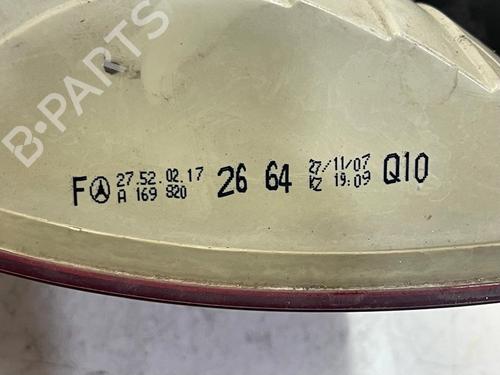 B-PARTS
F 27.52.02.17 26 64 27/11/07 Q10
A 169 820 KZ 19:09